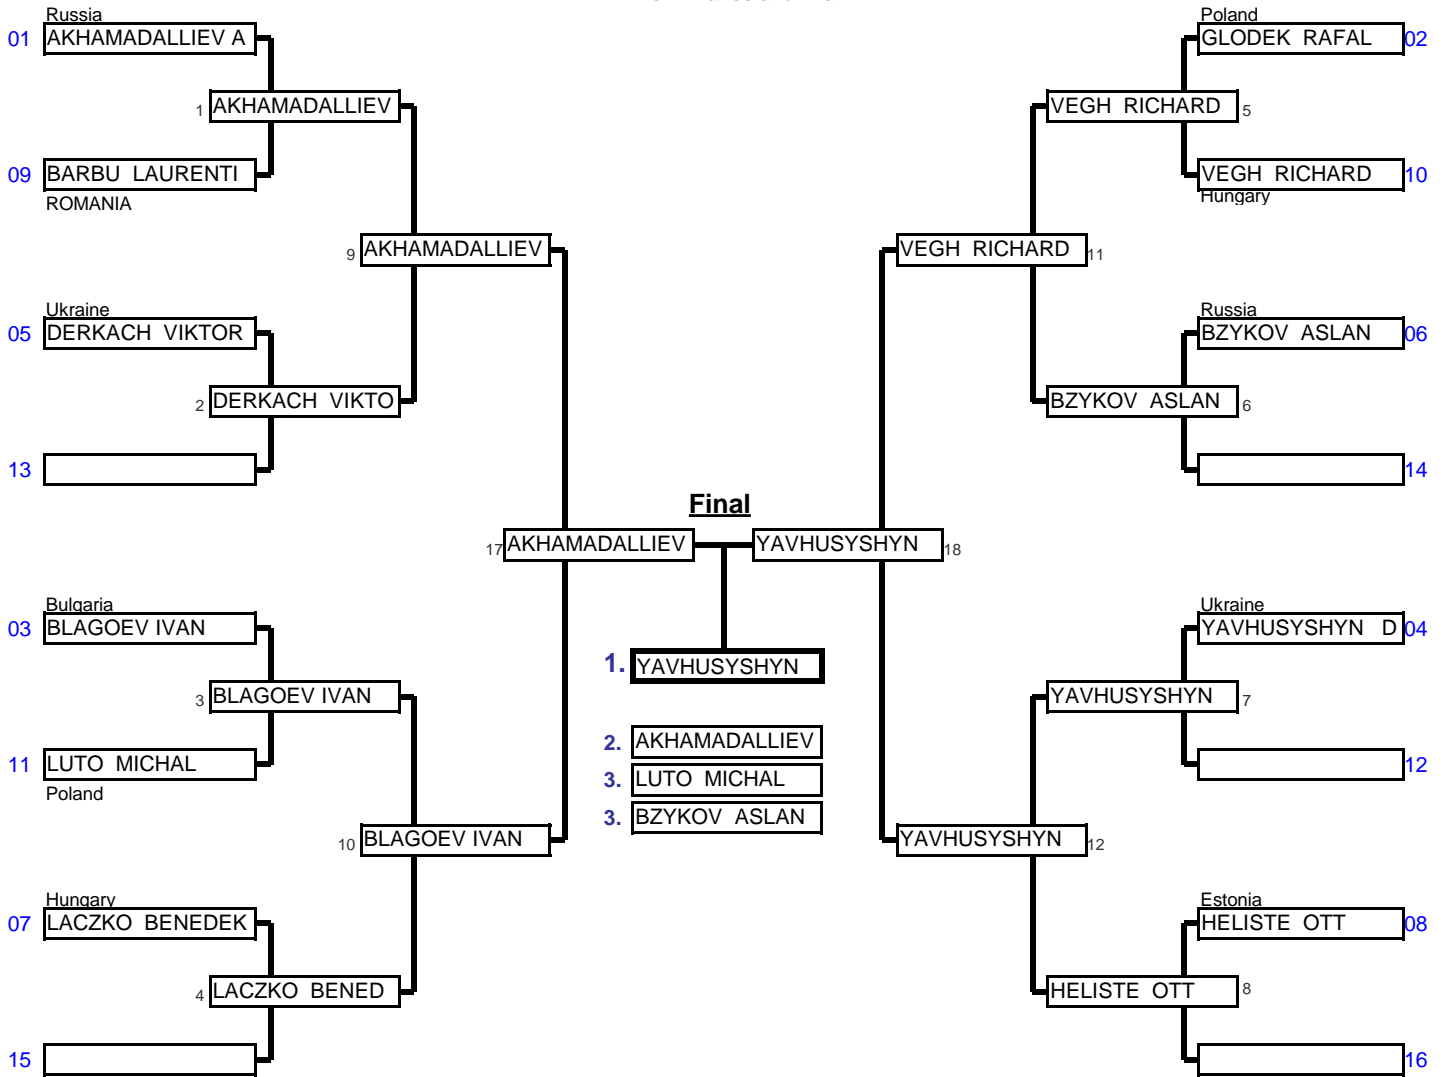 Russia
01 AKHAMADALLIEV A
1 AKHAMADALLIEV
09 BARBU LAURENTI
ROMANIA
9 AKHAMADALLIEV
Ukraine
05 DERKACH VIKTOR
2 DERKACH VIKTO
13
17 AKHAMADALLIEV
Bulgaria
03 BLAGOEV IVAN
3 BLAGOEV IVAN
11 LUTO MICHAL
Poland
10 BLAGOEV IVAN
Hungary
07 LACZKO BENEDEK
4 LACZKO BENED
15
Final
1. YAVHUSYSHYN
2. AKHAMADALLIEV
3. LUTO MICHAL
3. BZYKOV ASLAN
Poland
GLODEK RAFAL 02
VEGH RICHARD 5
VEGH RICHARD 10
Hungary
VEGH RICHARD 11
Russia
BZYKOV ASLAN 06
BZYKOV ASLAN 6
14
YAVHUSYSHYN 18
Ukraine
YAVHUSYSHYN D 04
YAVHUSYSHYN 7
12
YAVHUSYSHYN 12
Estonia
HELISTE OTT 08
HELISTE OTT 8
16